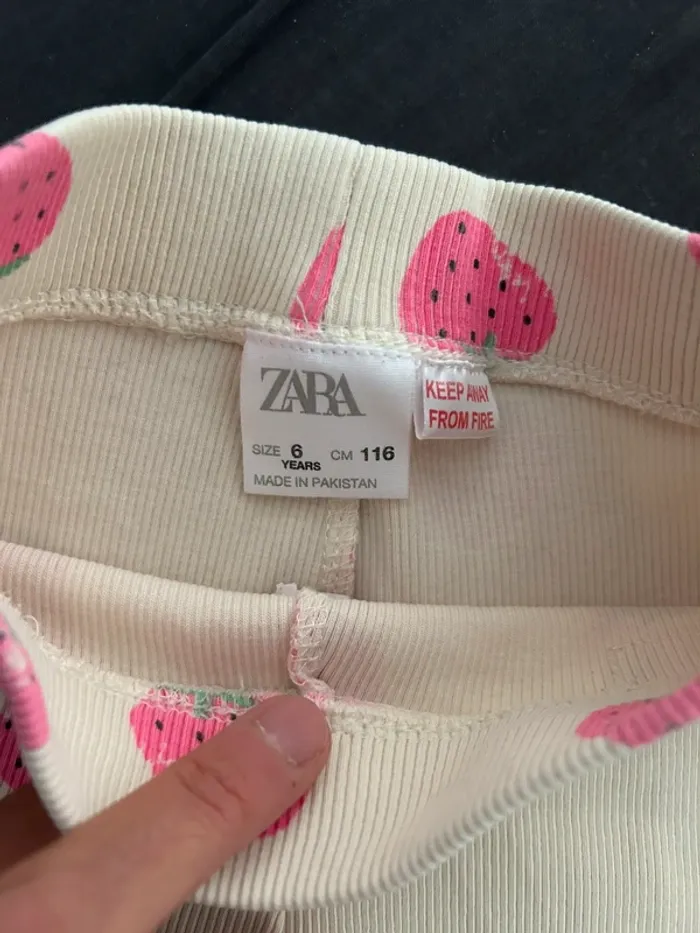 ZARA
SIZE 6 YEARS CM 116
MADE IN PAKISTAN
KEEP AWAY
FROM FIRE